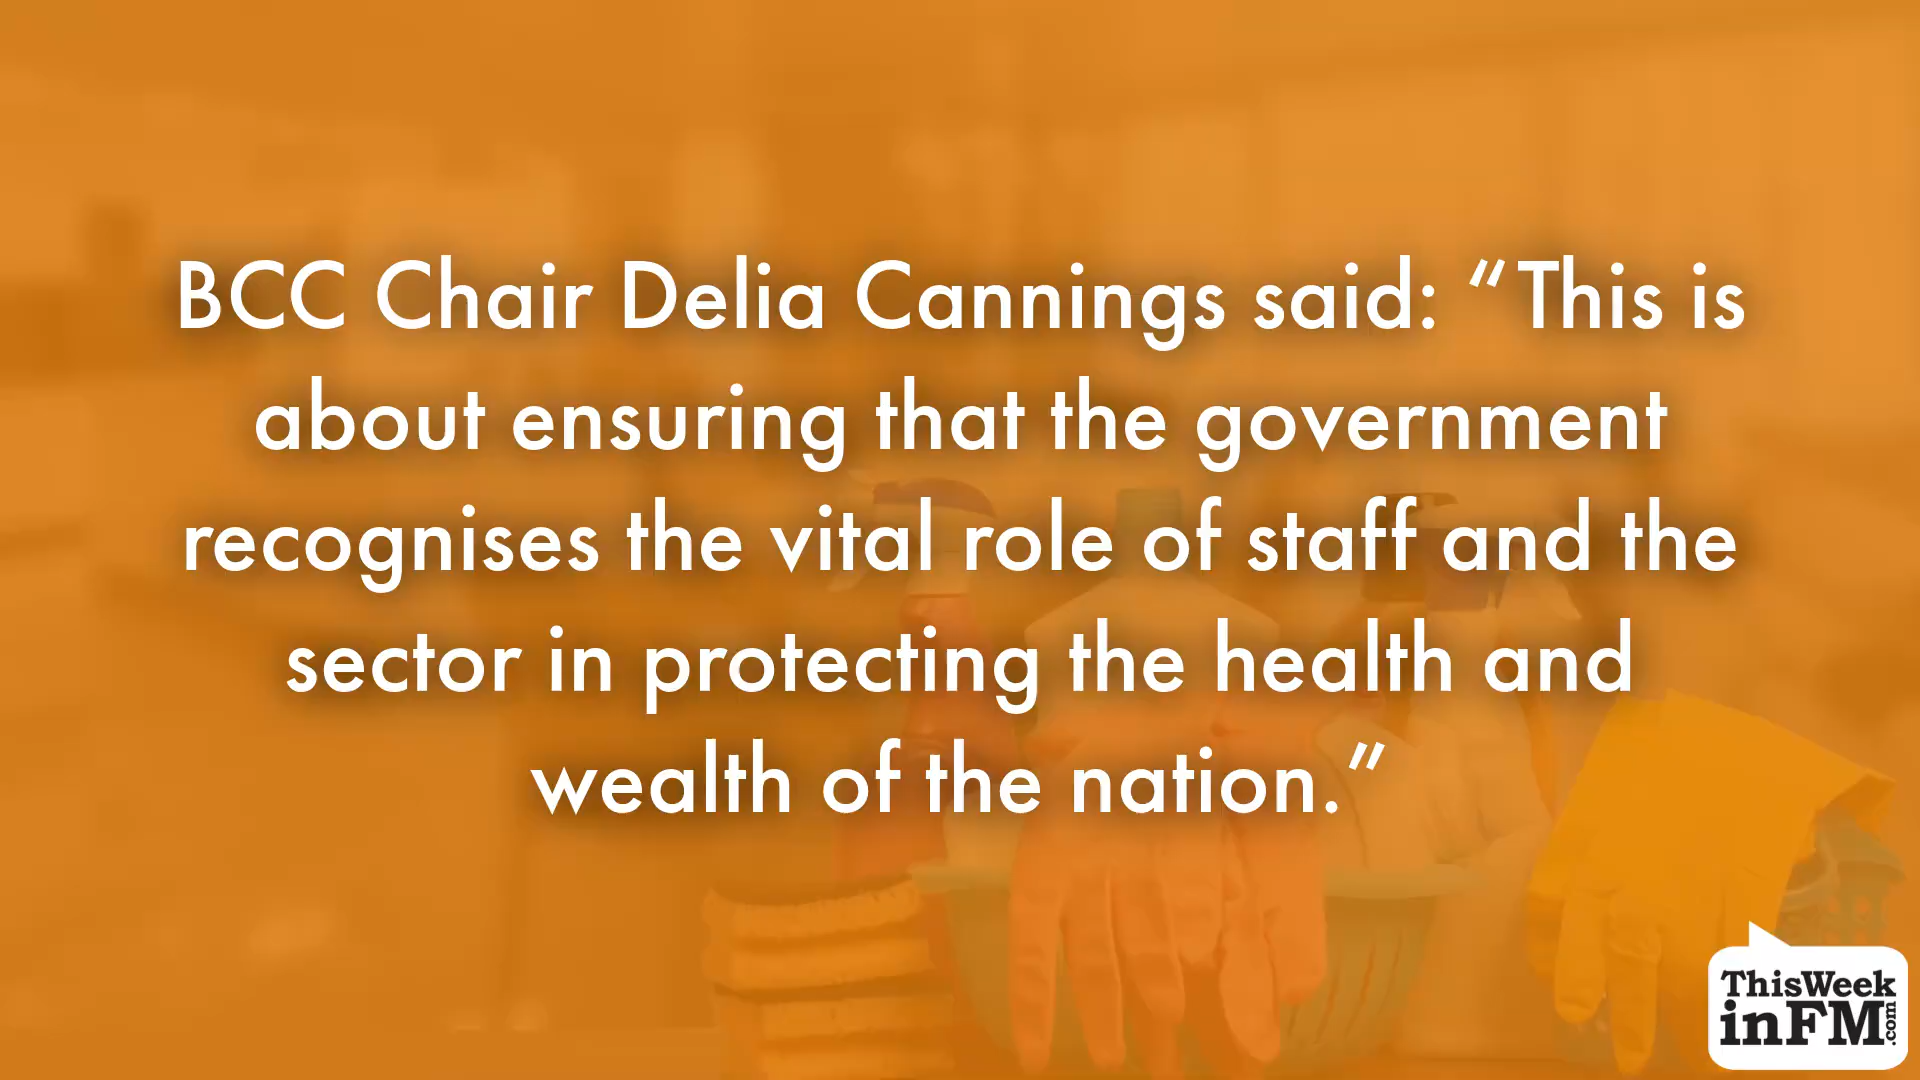 BCC Chair Delia Cannings said: “This is
about ensuring that the government
recognises the vital role of staff and the
sector in protecting the health and
wealth of the nation.”
ThisWeek
inFM.com